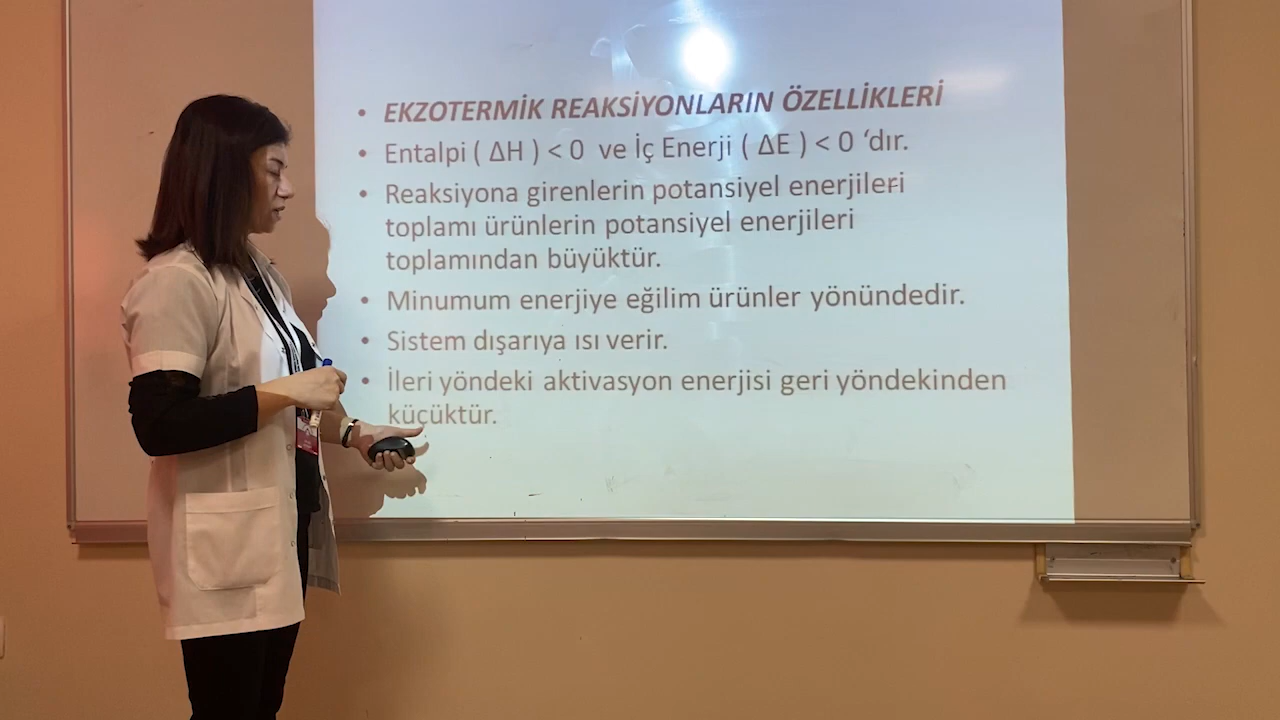 • EKZOTERMİK REAKSİYONLARIN ÖZELLİKLERİ
• Entalpi ( ΔH ) < 0 ve İç Enerji ( ΔE ) < 0 ‘dır.
• Reaksiyona girenlerin potansiyel enerjileri
toplamı ürünlerin potansiyel enerjileri
toplamından büyüktür.
• Minumum enerjiye eğilim ürünler yönündedir.
• Sistem dışarıya ısı verir.
• İleri yöndeki aktivasyon enerjisi geri yöndekinden
küçüktür.